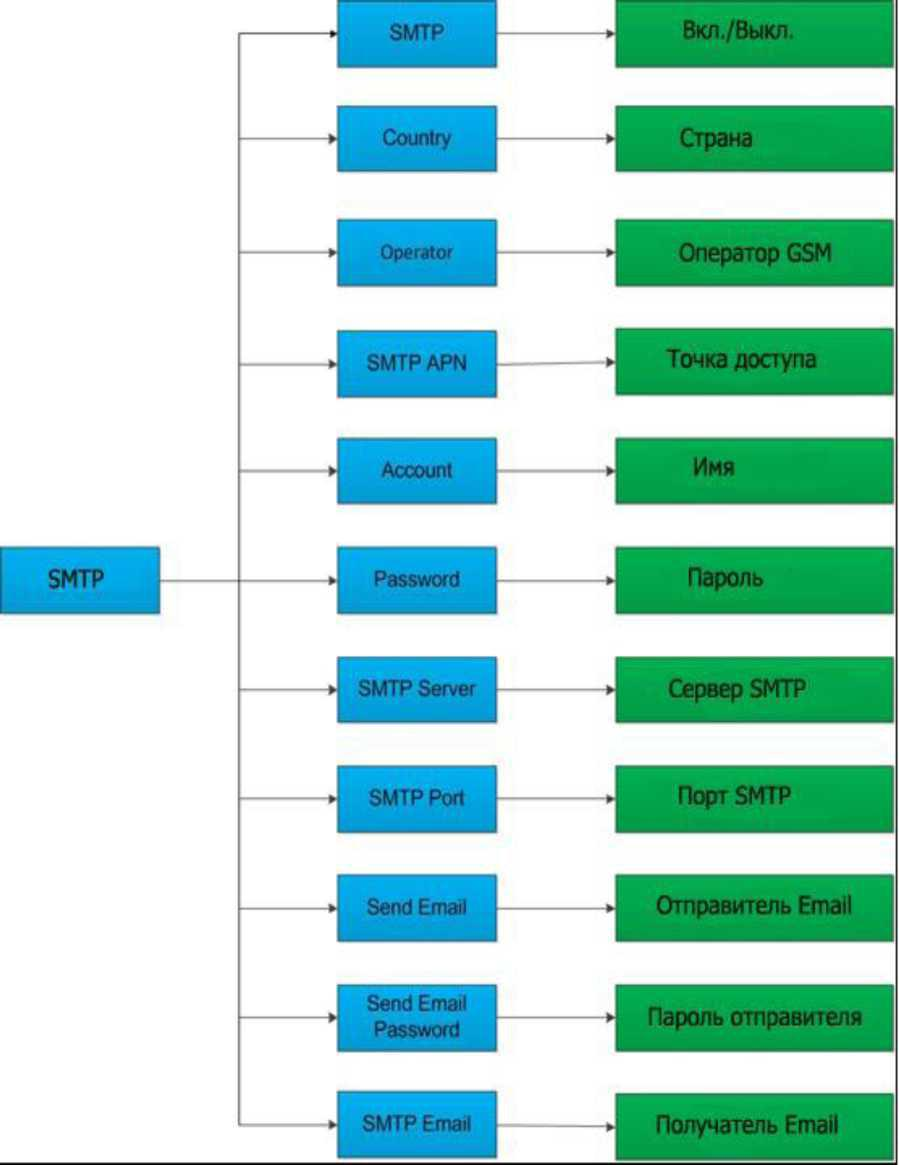 SMTP
Вкл./Выкл.
Country
Страна
Operator
Оператор GSM
SMTP APN
Точка доступа
Account
Имя
SMTP
Password
Пароль
SMTP Server
Сервер SMTP
SMTP Port
Порт SMTP
Send Email
Отправитель Email
Send Email
Password
Пароль отправителя
SMTP Email
Получатель Email